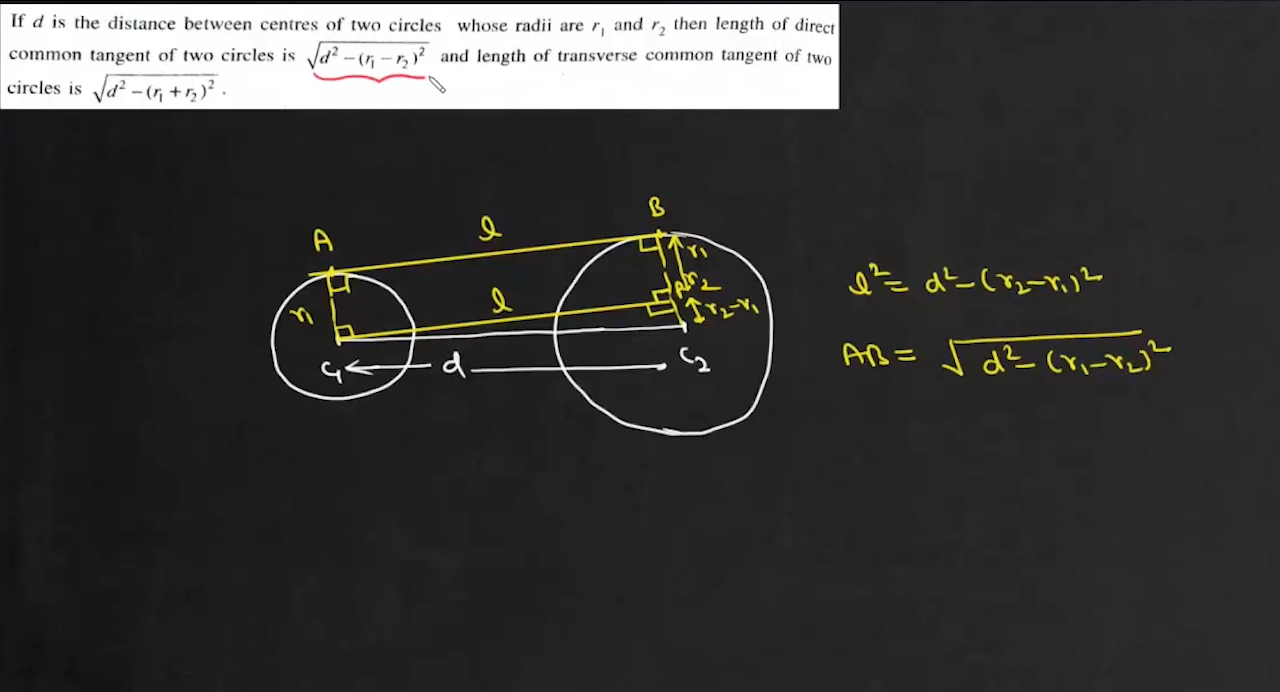 If d is the distance between centres of two circles whose radii are r₁ and r₂ then length of direct
common tangent of two circles is √(d² – (r₁ – r₂)²) and length of transverse common tangent of two
circles is √(d² – (r₁ + r₂)²) .
A
B
l
r₁
r₁
r₂
l
r₂–r₁
C₁
d
C₂
l² = d² – (r₂–r₁)²
AB = √(d² – (r₁–r₂)²)